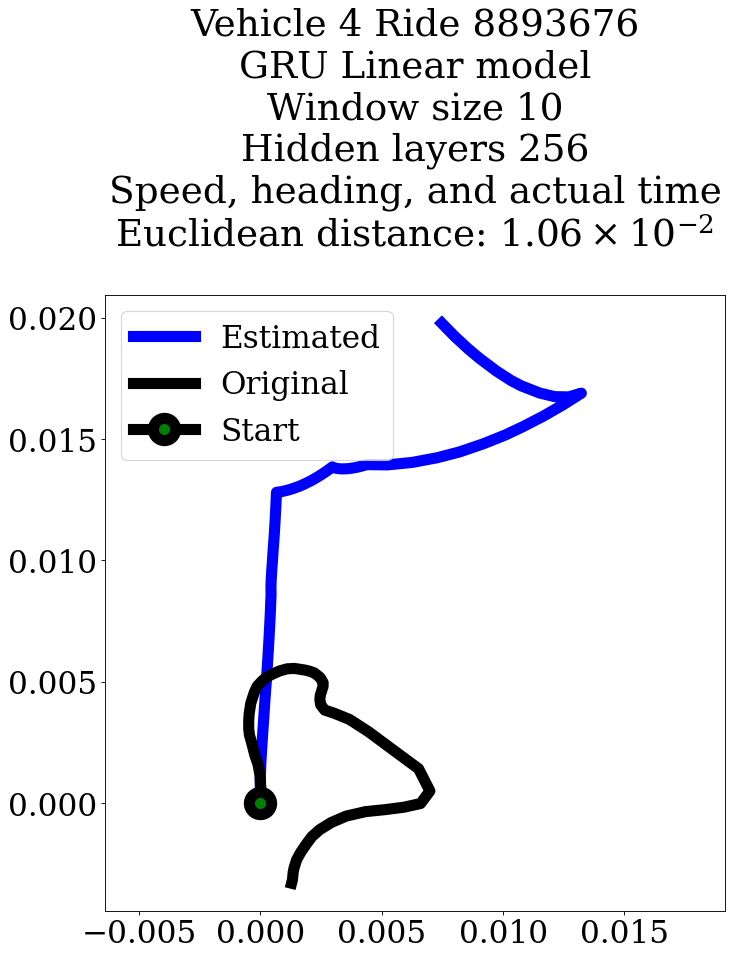 Vehicle 4 Ride 8893676
GRU Linear model
Window size 10
Hidden layers 256
Speed, heading, and actual time
Euclidean distance: 1.06 × 10⁻²
Estimated
Original
Start
0.020
0.015
0.010
0.005
0.000
−0.005 0.000 0.005 0.010 0.015